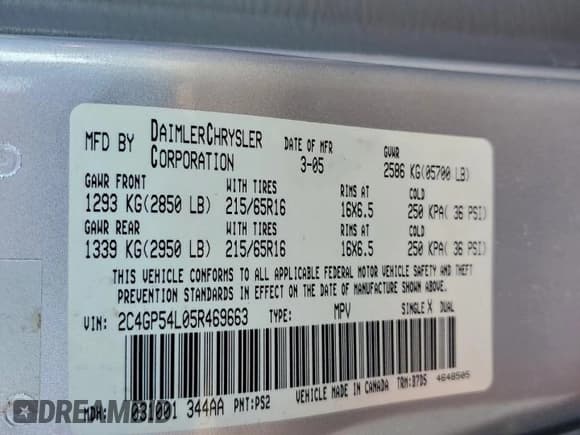 MFD BY DAIMLERCHRYSLER CORPORATION DATE OF MFR 3-05 GVWR 2586 KG(05700 LB)
GAWR FRONT WITH TIRES RIMS AT COLD
1293 KG(2850 LB) 215/65R16 16X6.5 250 KPA( 36 PSI)
GAWR REAR WITH TIRES RIMS AT COLD
1339 KG(2950 LB) 215/65R16 16X6.5 250 KPA( 36 PSI)
THIS VEHICLE CONFORMS TO ALL APPLICABLE FEDERAL MOTOR VEHICLE SAFETY AND THEFT
PREVENTION STANDARDS IN EFFECT ON THE DATE OF MANUFACTURE SHOWN ABOVE.
VIN: 2C4GP54L05R469663 TYPE: MPV SINGLE X DUAL
MDH: 031001 344AA PNT:PS2 VEHICLE MADE IN CANADA TRM:B7D5 4648505
DREAMBID